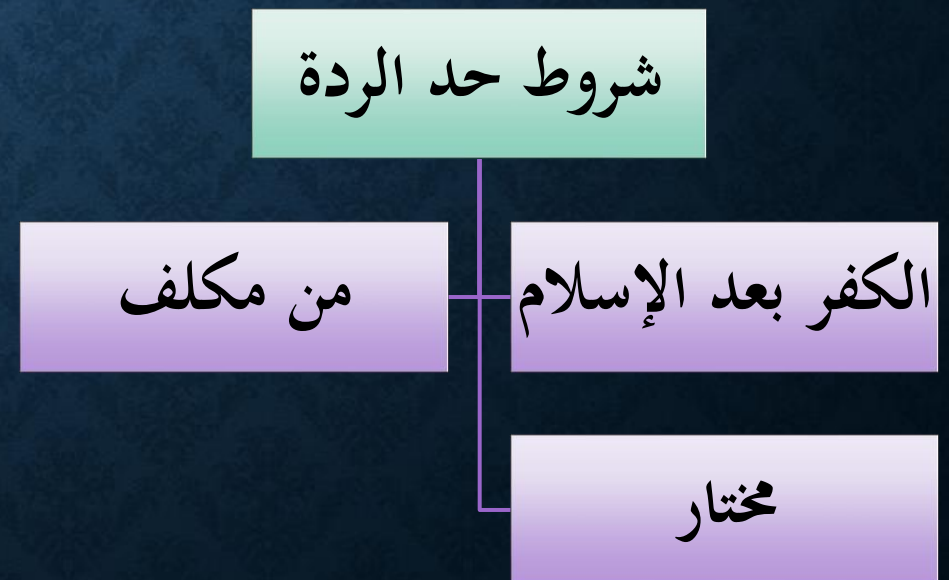 شروط حد الردة
الكفر بعد الإسلام
من مكلف
مختار